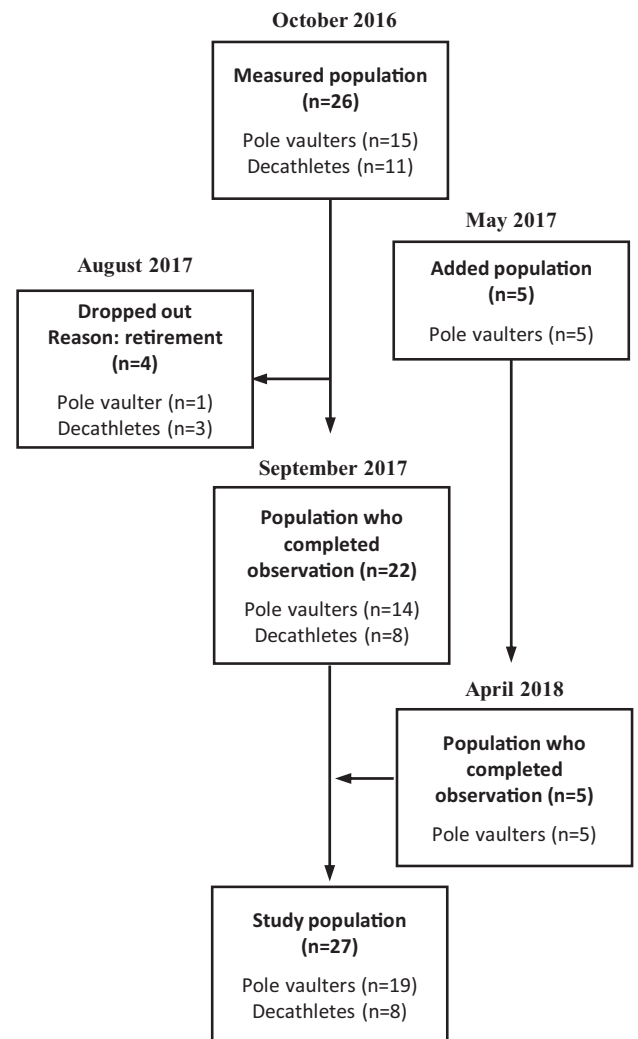 October 2016
Measured population
(n=26)
Pole vaulters (n=15)
Decathletes (n=11)
May 2017
Added population
(n=5)
Pole vaulters (n=5)
August 2017
Dropped out
Reason: retirement
(n=4)
Pole vaulter (n=1)
Decathletes (n=3)
September 2017
Population who
completed
observation (n=22)
Pole vaulters (n=14)
Decathletes (n=8)
April 2018
Population who
completed
observation (n=5)
Pole vaulters (n=5)
Study population
(n=27)
Pole vaulters (n=19)
Decathletes (n=8)